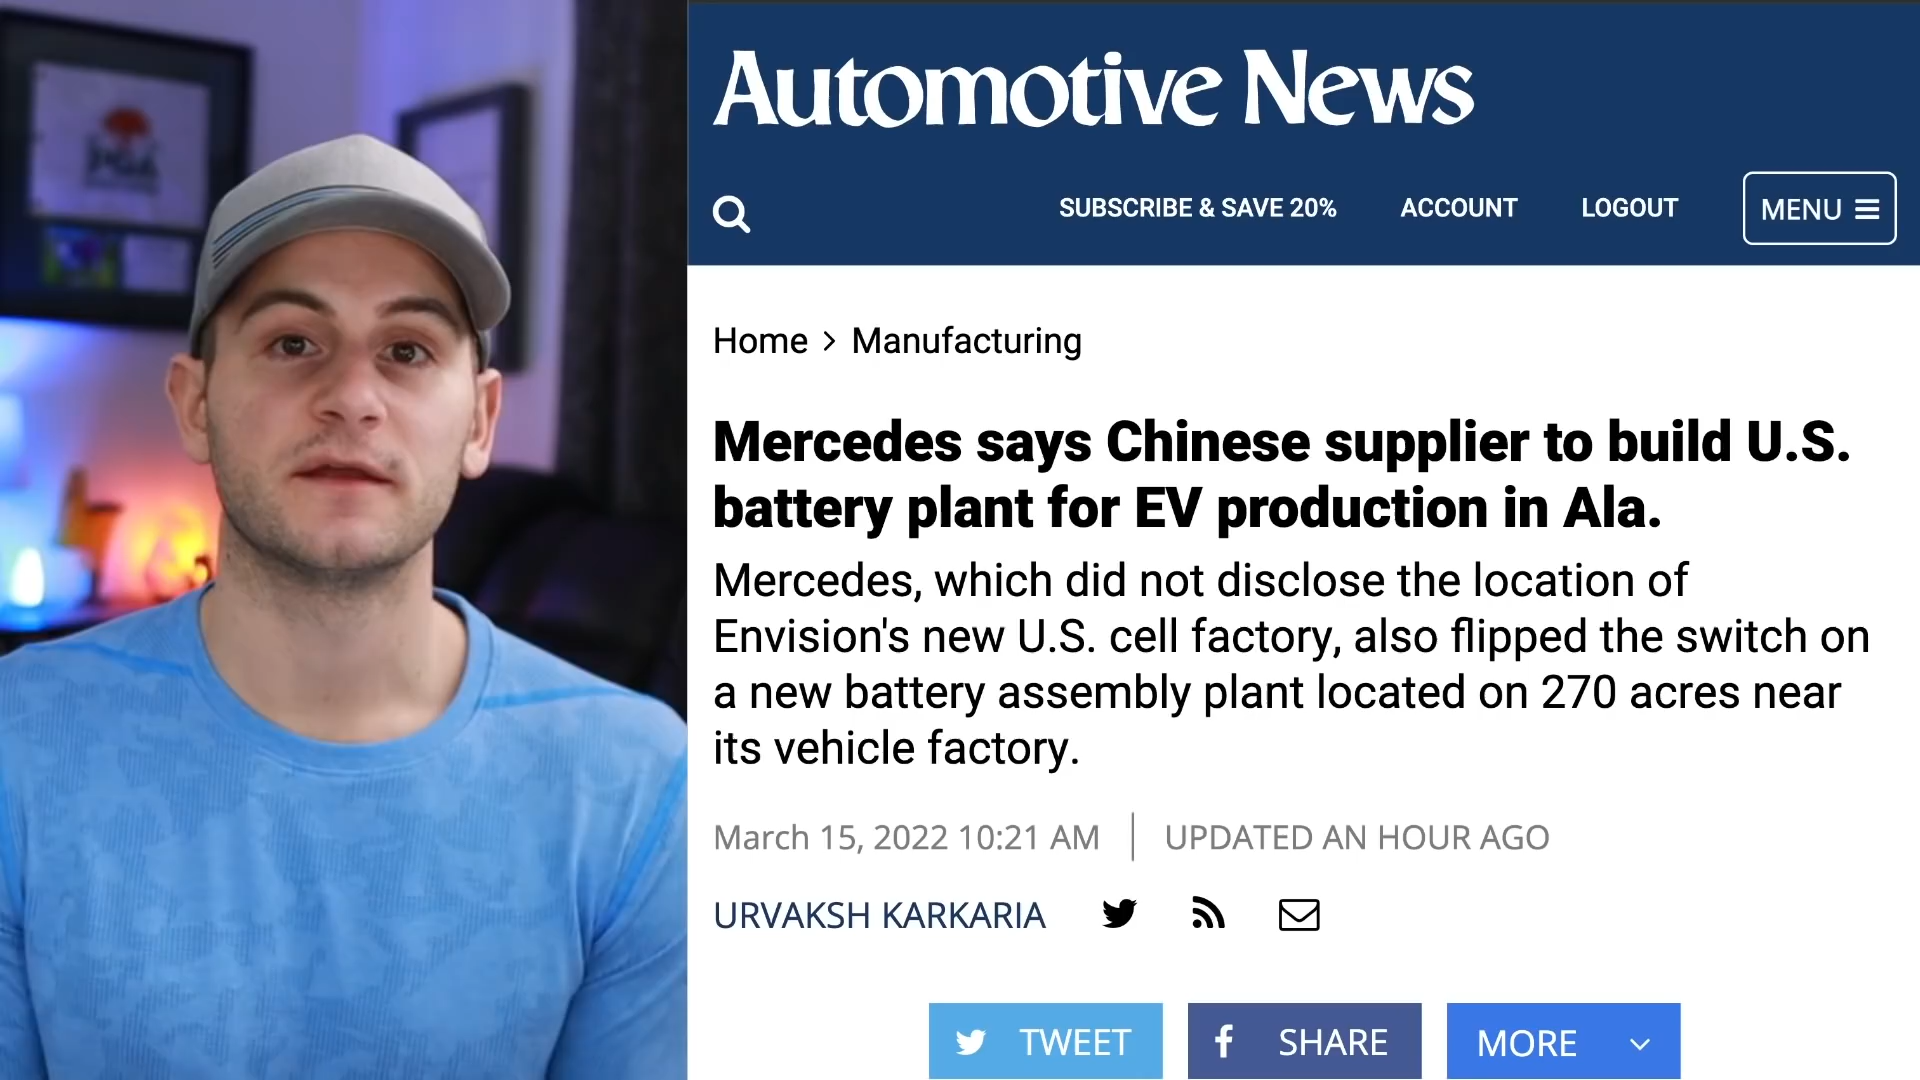 PGA
Automotive News
SUBSCRIBE & SAVE 20%
ACCOUNT
LOGOUT
MENU
Home > Manufacturing
Mercedes says Chinese supplier to build U.S.
battery plant for EV production in Ala.
Mercedes, which did not disclose the location of
Envision's new U.S. cell factory, also flipped the switch on
a new battery assembly plant located on 270 acres near
its vehicle factory.
March 15, 2022 10:21 AM | UPDATED AN HOUR AGO
URVAKSH KARKARIA
TWEET
SHARE
MORE